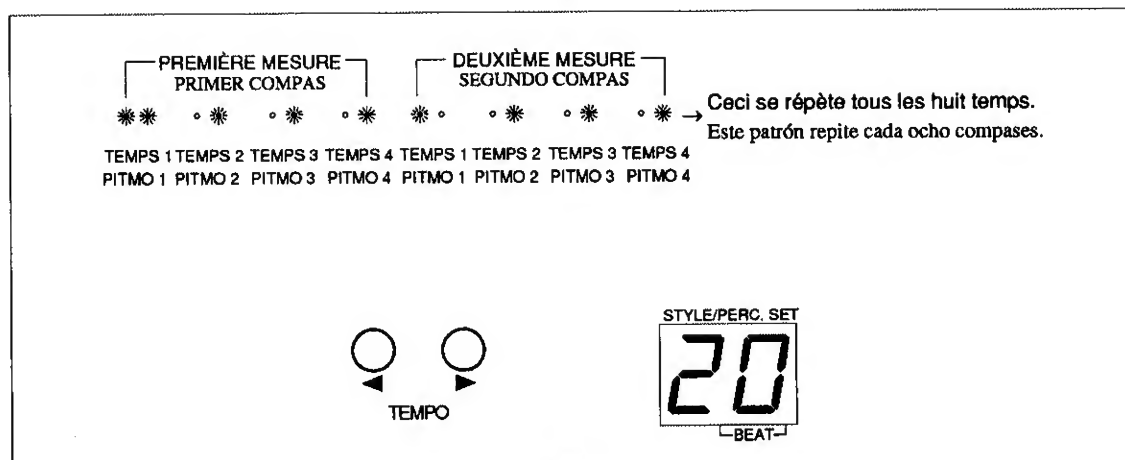 PREMIÈRE MESURE DEUXIÈME MESURE
PRIMER COMPAS SEGUNDO COMPAS
Ceci se répète tous les huit temps.
Este patrón repite cada ocho compases.
TEMPS 1 TEMPS 2 TEMPS 3 TEMPS 4 TEMPS 1 TEMPS 2 TEMPS 3 TEMPS 4
PITMO 1 PITMO 2 PITMO 3 PITMO 4 PITMO 1 PITMO 2 PITMO 3 PITMO 4
STYLE/PERC. SET
20
BEAT
TEMPO